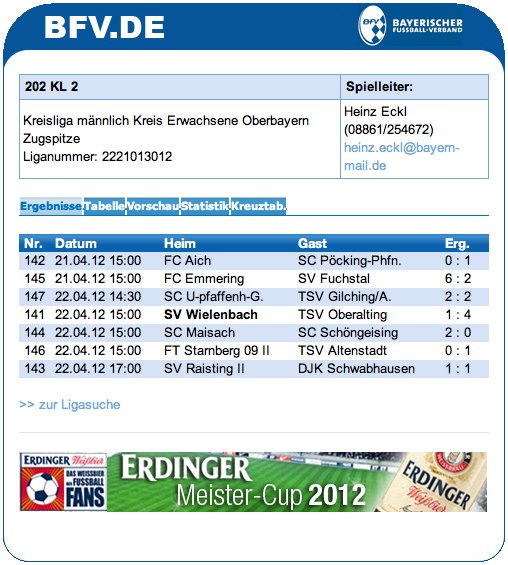 BFV.DE
BFV
BAYERISCHER
FUSSBALL-VERBAND
202 KL 2
Spielleiter:
Kreisliga männlich Kreis Erwachsene Oberbayern
Zugspitze
Liganummer: 2221013012
Heinz Eckl
(08861/254672)
heinz.eckl@bayern-
mail.de
Ergebnisse Tabelle Vorschau Statistik Kreuztab.
Nr. Datum Heim Gast Erg.
142 21.04.12 15:00 FC Aich SC Pöcking-Phfn. 0 : 1
145 21.04.12 15:00 FC Emmering SV Fuchstal 6 : 2
147 22.04.12 14:30 SC U-pfaffenh-G. TSV Gilching/A. 2 : 2
141 22.04.12 15:00 SV Wielenbach TSV Oberalting 1 : 4
144 22.04.12 15:00 SC Maisach SC Schöngeising 2 : 0
146 22.04.12 15:00 FT Starnberg 09 II TSV Altenstadt 0 : 1
143 22.04.12 17:00 SV Raisting II DJK Schwabhausen 1 : 1
>> zur Ligasuche
ERDINGER Weißbier
DAS WEISSBIER
FUSSBALL
FANS
ERDINGER
Meister-Cup 2012
ERDINGER
Weißbier